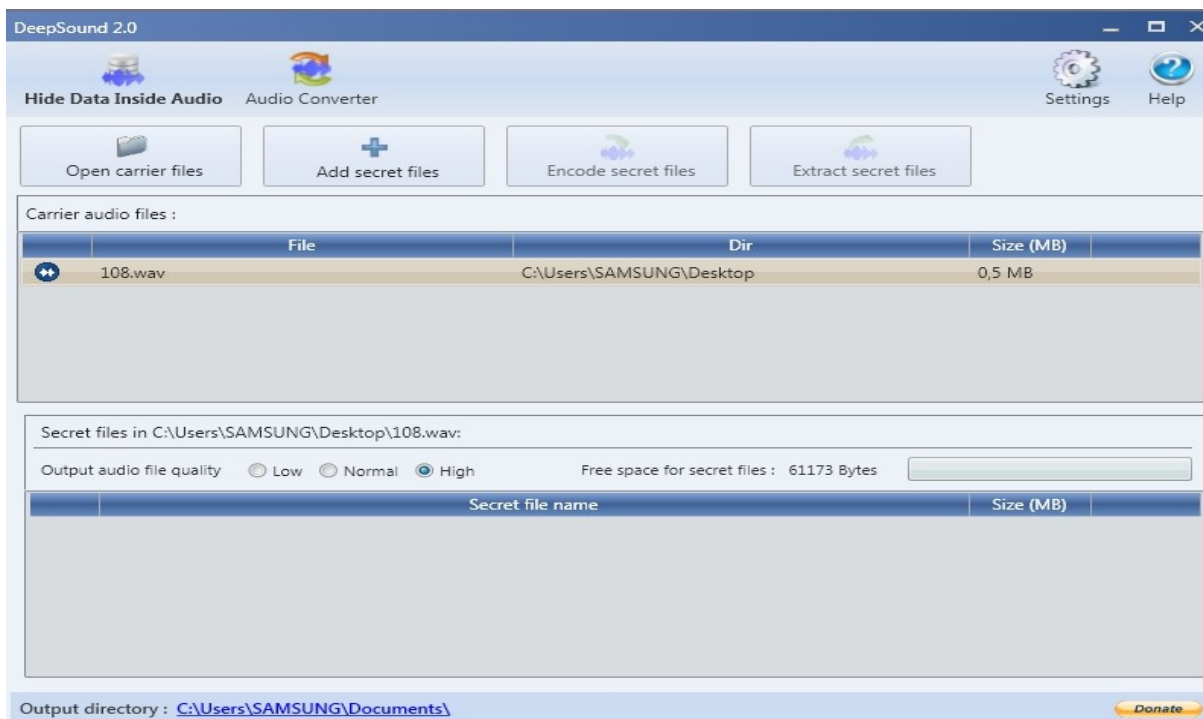 DeepSound 2.0
Hide Data Inside Audio Audio Converter Settings Help
Open carrier files Add secret files Encode secret files Extract secret files
Carrier audio files :
File Dir Size (MB)
108.wav C:\Users\SAMSUNG\Desktop 0,5 MB
Secret files in C:\Users\SAMSUNG\Desktop\108.wav:
Output audio file quality Low Normal High Free space for secret files : 61173 Bytes
Secret file name Size (MB)
Output directory : C:\Users\SAMSUNG\Documents\ Donate